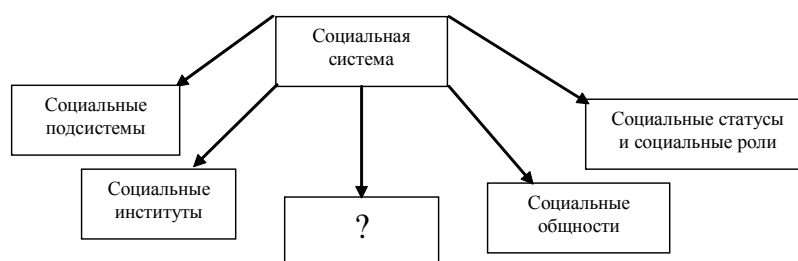 Социальная
система
Социальные
подсистемы
Социальные статусы
и социальные роли
Социальные
институты
?
Социальные
общности